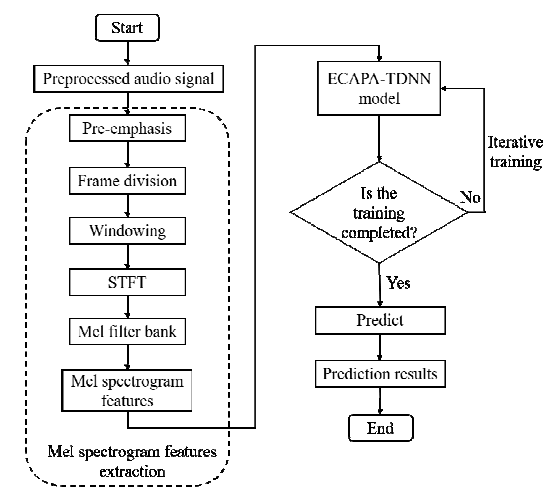 Start
Preprocessed audio signal
Pre-emphasis
Frame division
Windowing
STFT
Mel filter bank
Mel spectrogram
features
Mel spectrogram features
extraction
ECAPA-TDNN
model
Iterative
training
Is the
training
completed?
No
Yes
Predict
Prediction results
End